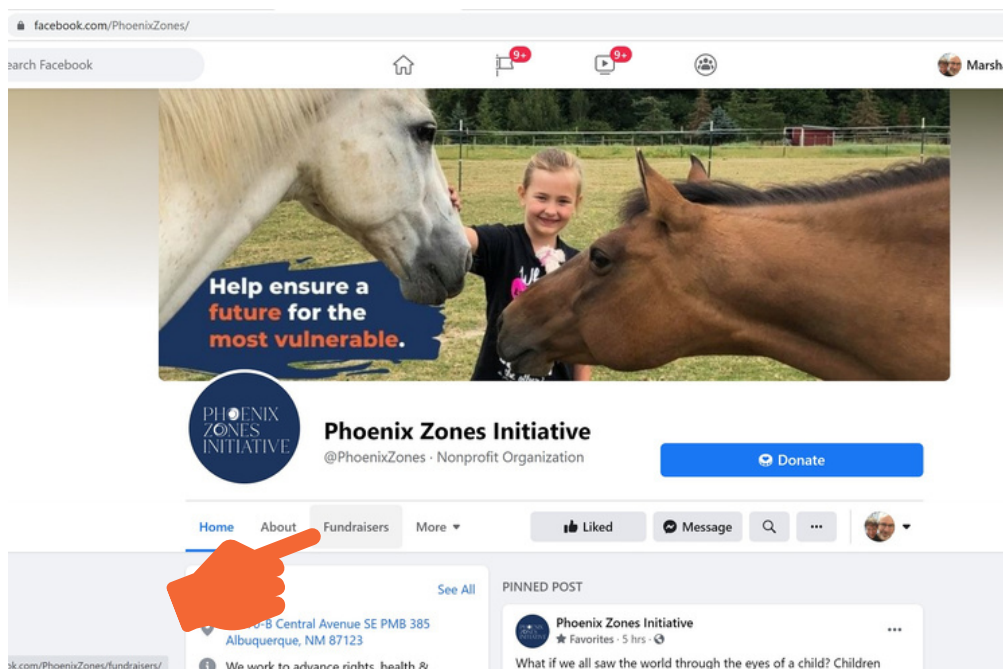 facebook.com/PhoenixZones/
earch Facebook
9+
9+
Marsh
Help ensure a
future for the
most vulnerable.
PHOENIX
ZONES
INITIATIVE
Phoenix Zones Initiative
@PhoenixZones · Nonprofit Organization
Donate
Home About Fundraisers More
Liked Message ...
See All
-B Central Avenue SE PMB 385
Albuquerque, NM 87123
We work to advance rights, health &
PINNED POST
Phoenix Zones Initiative
Favorites · 5 hrs ·
...
What if we all saw the world through the eyes of a child? Children
ok.com/PhoenixZones/fundraisers/